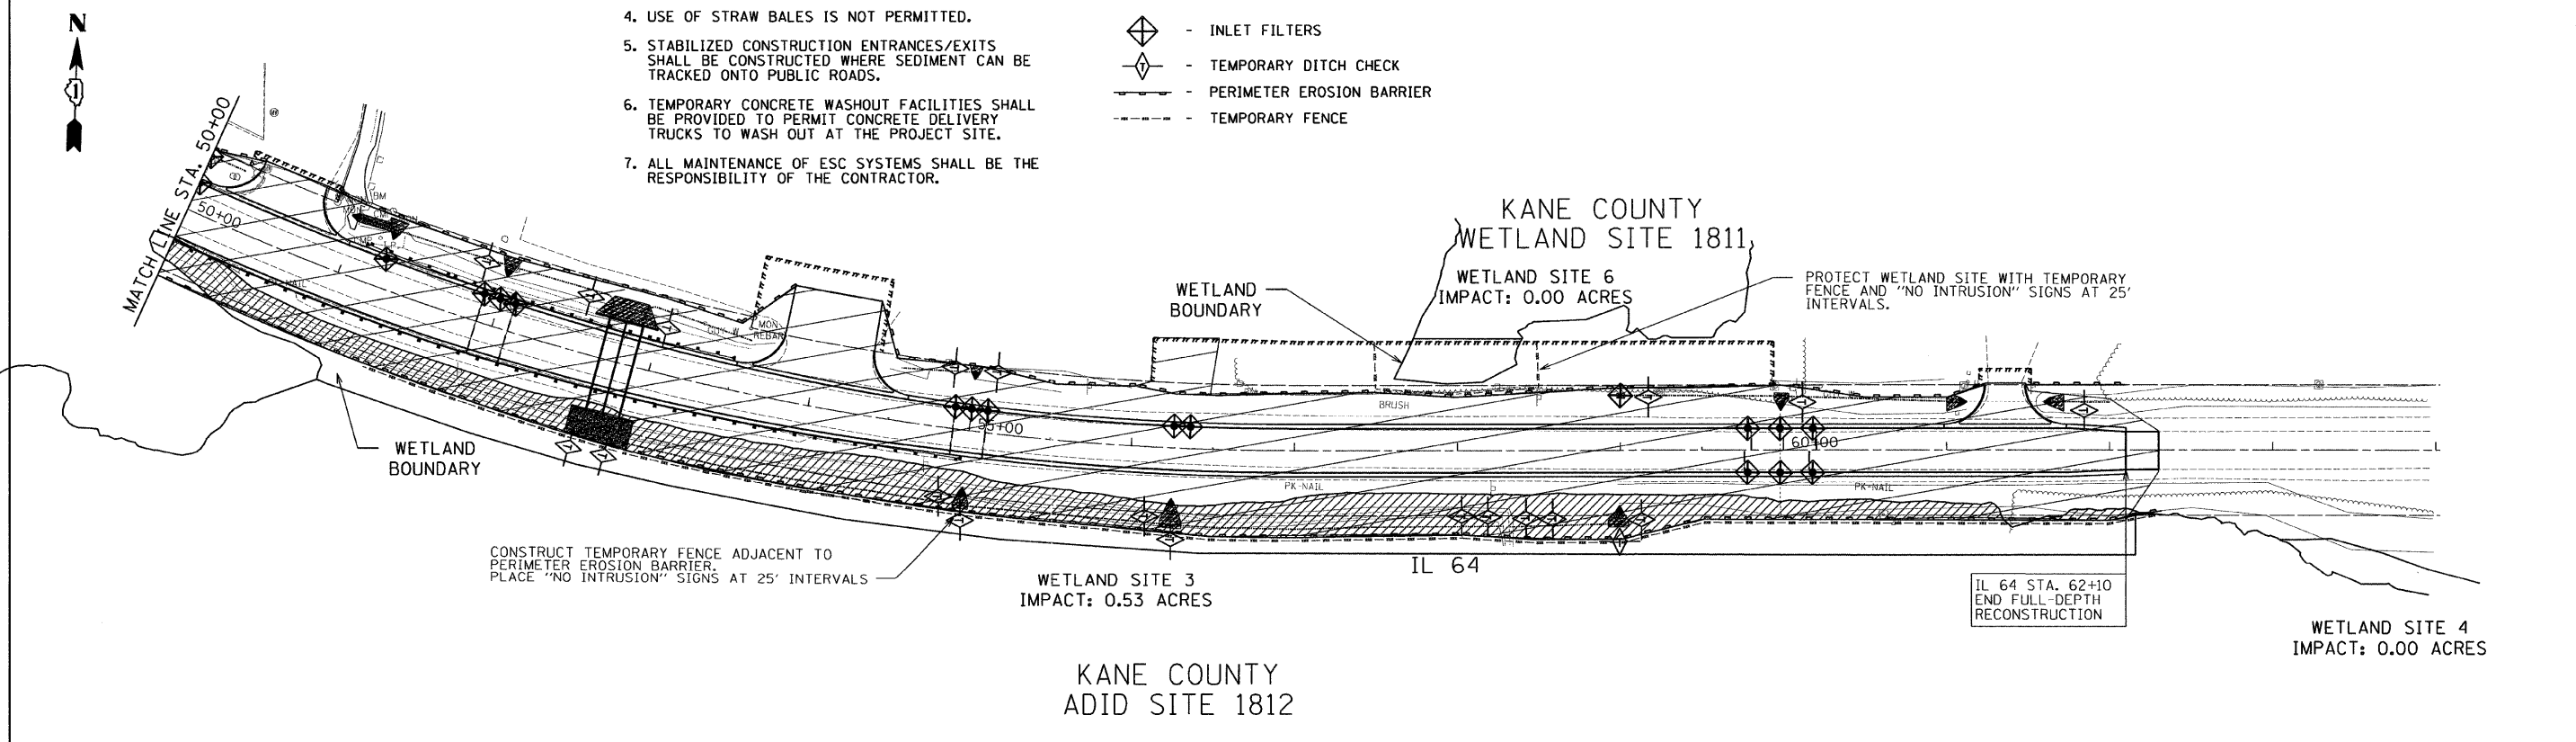 N
1
4. USE OF STRAW BALES IS NOT PERMITTED.
5. STABILIZED CONSTRUCTION ENTRANCES/EXITS
SHALL BE CONSTRUCTED WHERE SEDIMENT CAN BE
TRACKED ONTO PUBLIC ROADS.
6. TEMPORARY CONCRETE WASHOUT FACILITIES SHALL
BE PROVIDED TO PERMIT CONCRETE DELIVERY
TRUCKS TO WASH OUT AT THE PROJECT SITE.
7. ALL MAINTENANCE OF ESC SYSTEMS SHALL BE THE
RESPONSIBILITY OF THE CONTRACTOR.
- INLET FILTERS
- TEMPORARY DITCH CHECK
- PERIMETER EROSION BARRIER
- TEMPORARY FENCE
MATCH LINE STA. 50+00
50+00
BM
MON
REBAR
KANE COUNTY
WETLAND SITE 1811
WETLAND SITE 6
IMPACT: 0.00 ACRES
WETLAND
BOUNDARY
PROTECT WETLAND SITE WITH TEMPORARY
FENCE AND "NO INTRUSION" SIGNS AT 25'
INTERVALS.
BRUSH
55+00
60+00
PK-NAIL
PK-NAIL
WETLAND
BOUNDARY
CONSTRUCT TEMPORARY FENCE ADJACENT TO
PERIMETER EROSION BARRIER.
PLACE "NO INTRUSION" SIGNS AT 25' INTERVALS
WETLAND SITE 3
IMPACT: 0.53 ACRES
IL 64
IL 64 STA. 62+10
END FULL-DEPTH
RECONSTRUCTION
WETLAND SITE 4
IMPACT: 0.00 ACRES
KANE COUNTY
ADID SITE 1812